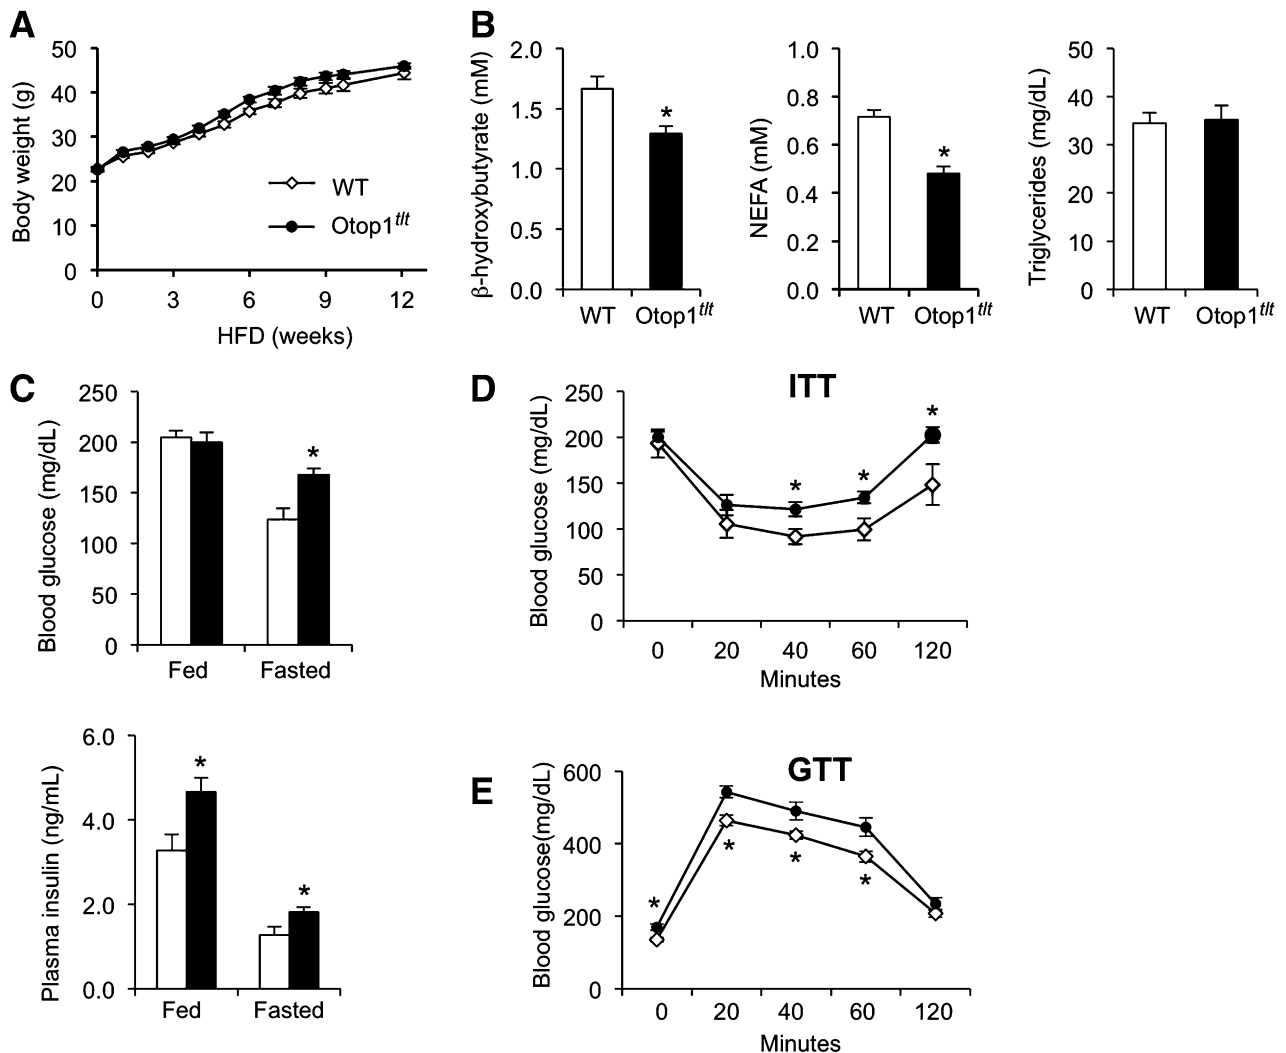 A
Body weight (g)
50
40
30
20
10
0
0 3 6 9 12
HFD (weeks)
WT
Otop1t/t
B
β-hydroxybutyrate (mM)
2.0
1.5
1.0
0.5
0.0
*
WT Otop1t/t
NEFA (mM)
1.0
0.8
0.6
0.4
0.2
0.0
*
WT Otop1t/t
Triglycerides (mg/dL)
50
40
30
20
10
0
WT Otop1t/t
C
Blood glucose (mg/dL)
250
200
150
100
50
0
*
Fed Fasted
Plasma insulin (ng/mL)
6.0
4.0
2.0
0.0
*
*
Fed Fasted
D
ITT
Blood glucose (mg/dL)
250
200
150
100
50
0
* * *
0 20 40 60 120
Minutes
E
GTT
Blood glucose(mg/dL)
600
400
200
0
* * * *
0 20 40 60 120
Minutes